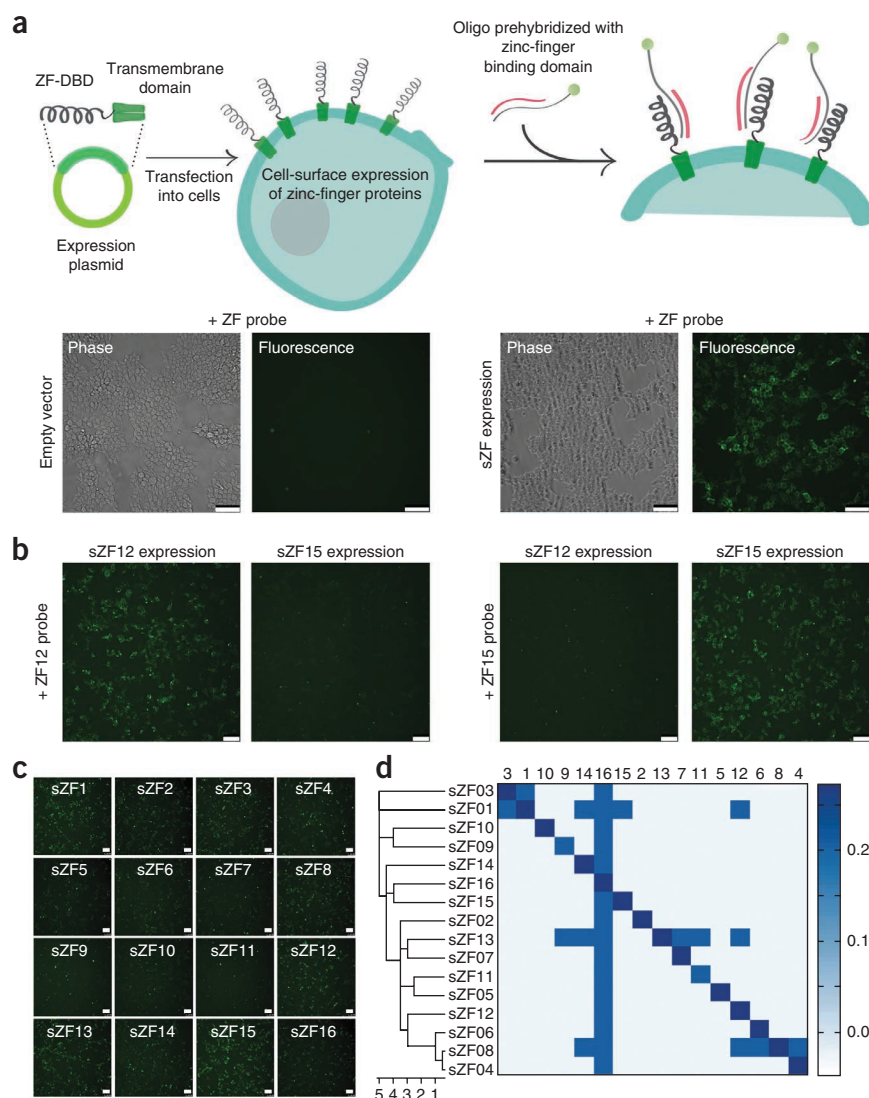 a
ZF-DBD
Transmembrane
domain
Transfection
into cells
Expression
plasmid
Cell-surface expression
of zinc-finger proteins
Oligo prehybridized with
zinc-finger
binding domain
+ ZF probe
Empty vector
Phase
Fluorescence
+ ZF probe
sZF expression
Phase
Fluorescence
b
sZF12 expression
sZF15 expression
+ ZF12 probe
sZF12 expression
sZF15 expression
+ ZF15 probe
c
sZF1 sZF2 sZF3 sZF4
sZF5 sZF6 sZF7 sZF8
sZF9 sZF10 sZF11 sZF12
sZF13 sZF14 sZF15 sZF16
d
3 1 10 9 14 16 15 2 13 7 11 5 12 6 8 4
sZF03
sZF01
sZF10
sZF09
sZF14
sZF16
sZF15
sZF02
sZF13
sZF07
sZF11
sZF05
sZF12
sZF06
sZF08
sZF04
5 4 3 2 1
0.2
0.1
0.0